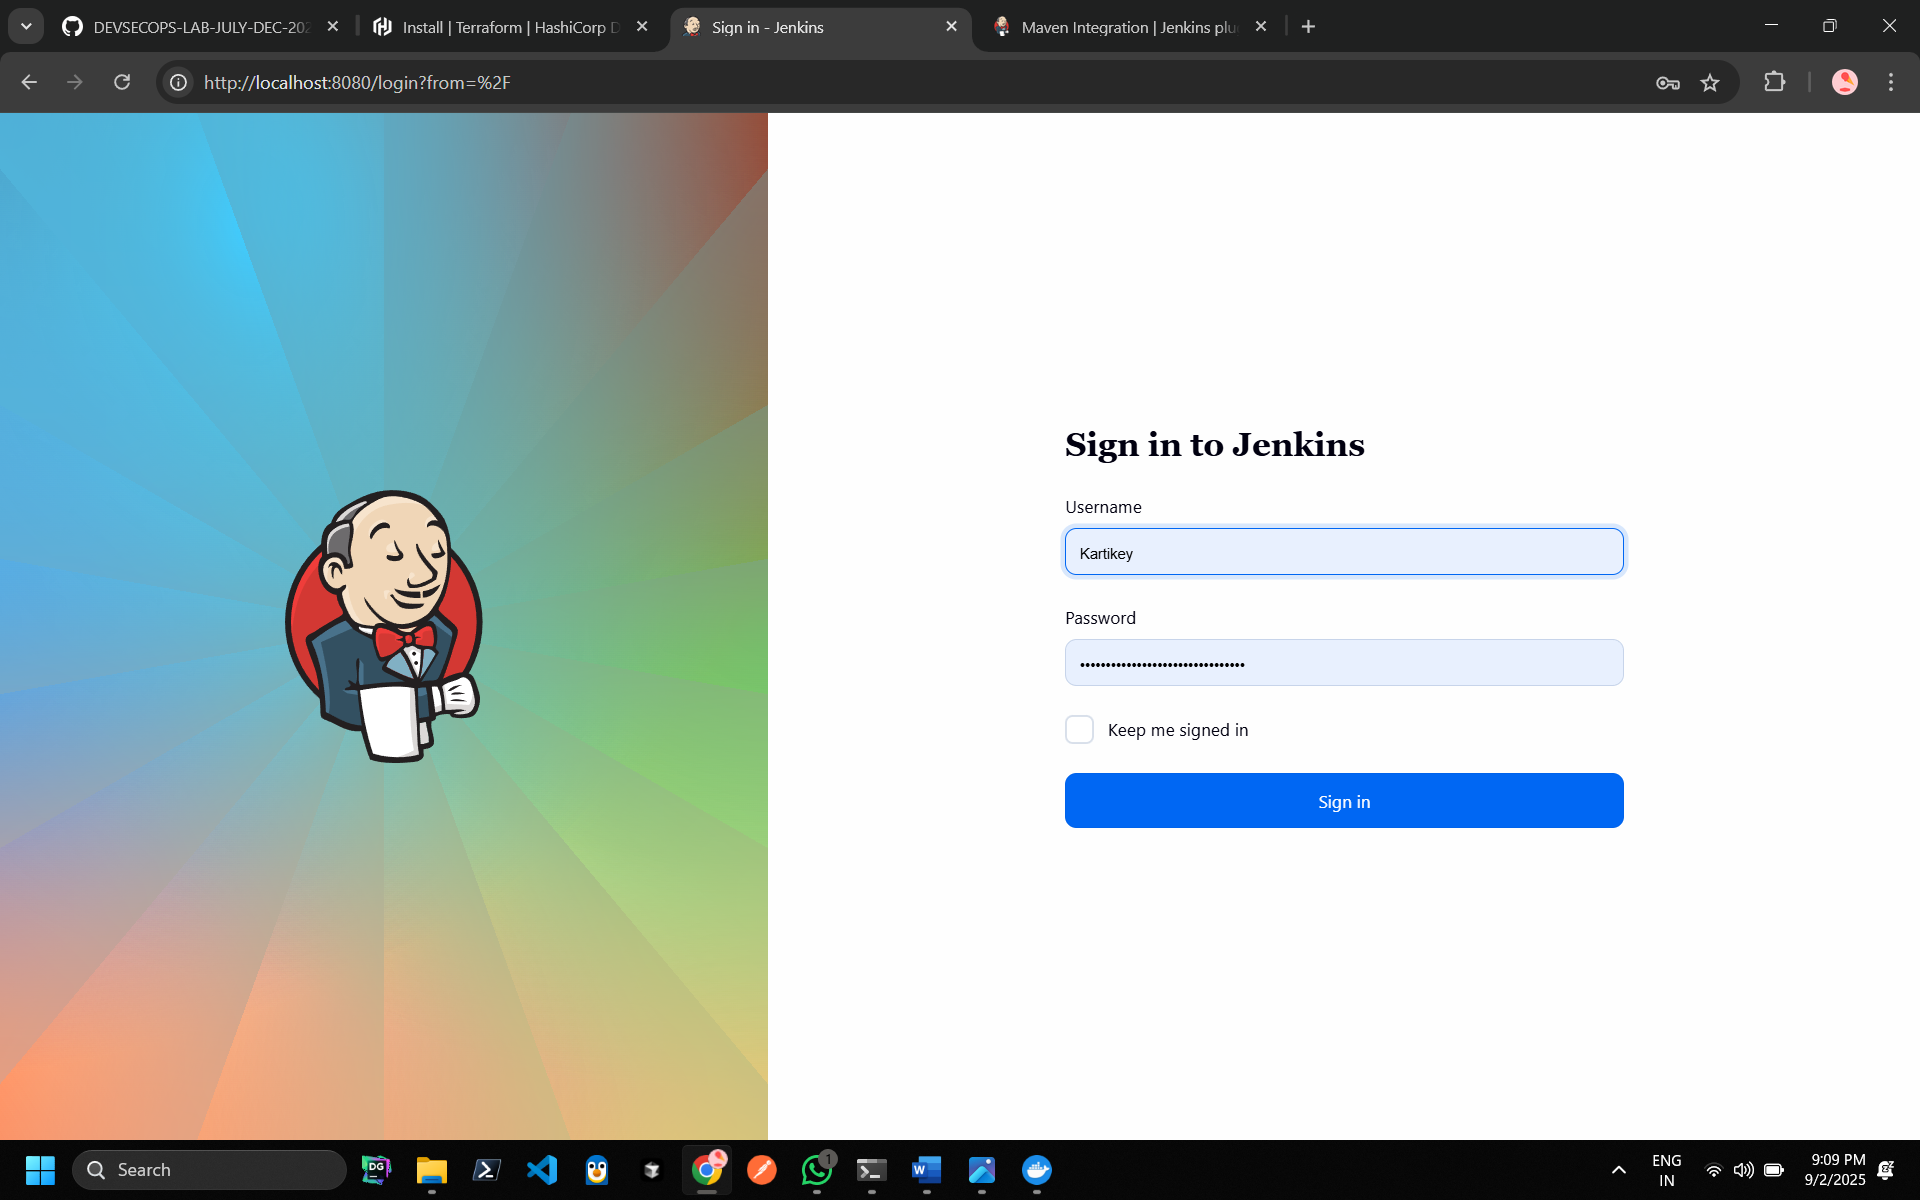 DEVSECOPS-LAB-JULY-DEC-202
Install | Terraform | HashiCorp D
Sign in - Jenkins
Maven Integration | Jenkins plu
http://localhost:8080/login?from=%2F
Sign in to Jenkins
Username
Kartikey
Password
••••••••••••••••••••••••••••••••
Keep me signed in
Sign in
Search
DG
1
W
ENG
IN
9:09 PM
9/2/2025